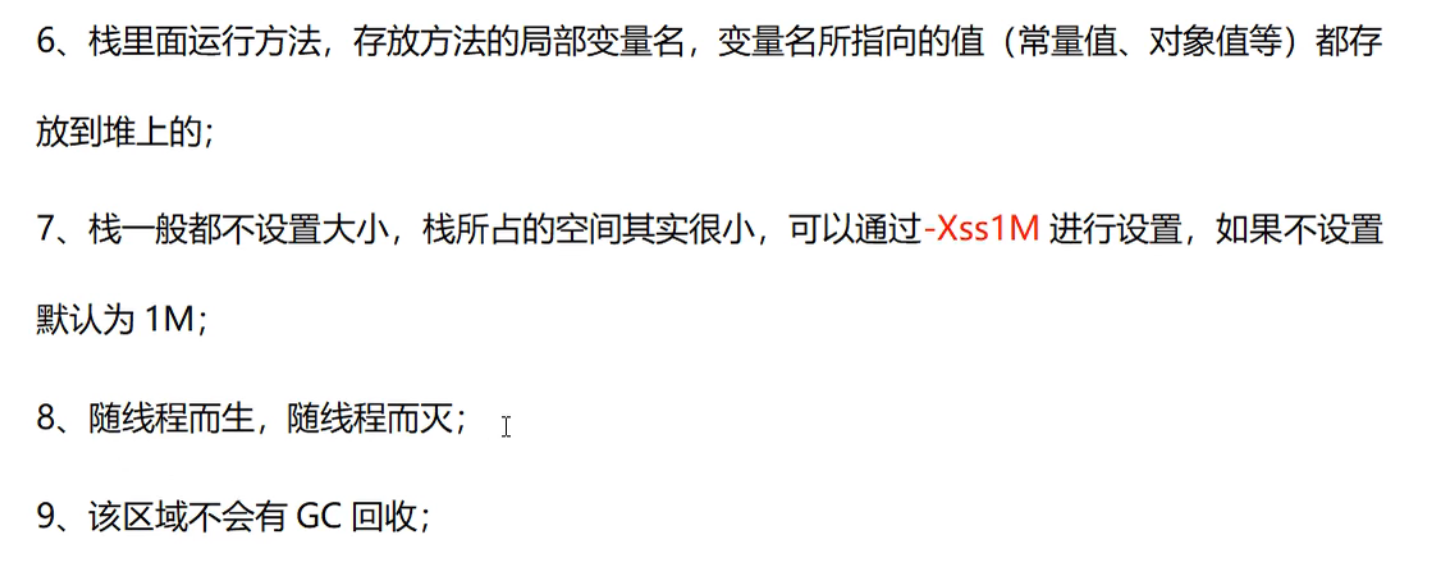 6、栈里面运行方法，存放方法的局部变量名，变量名所指向的值（常量值、对象值等）都存
放到堆上的；
7、栈一般都不设置大小，栈所占的空间其实很小，可以通过-Xss1M 进行设置，如果不设置
默认为 1M；
8、随线程而生，随线程而灭；
9、该区域不会有 GC 回收；